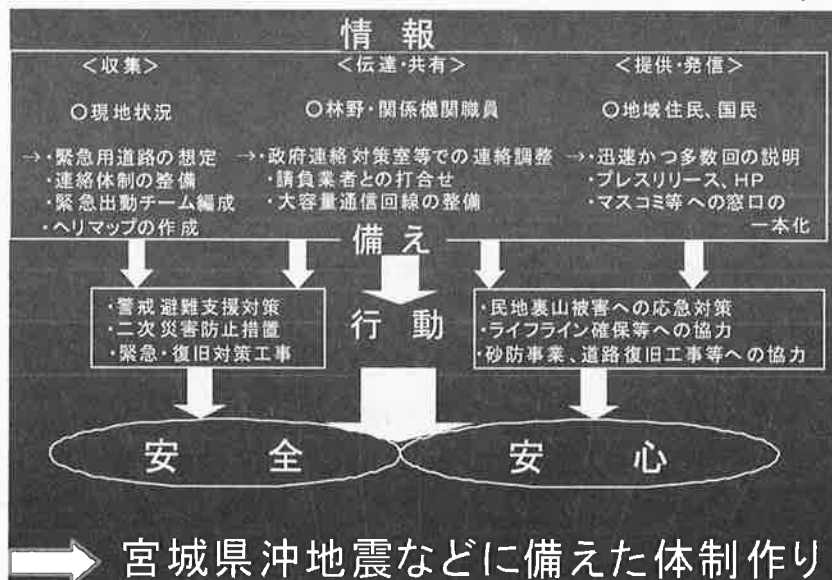 情報
＜収集＞
＜伝達・共有＞
＜提供・発信＞
○現地状況
○林野・関係機関職員
○地域住民、国民
→・緊急用道路の想定
・連絡体制の整備
・緊急出動チーム編成
・ヘリマップの作成
→・政府連絡対策室等での連絡調整
・請負業者との打合せ
・大容量通信回線の整備
→・迅速かつ多数回の説明
・プレスリリース、HP
・マスコミ等への窓口の
一本化
備え
・警戒避難支援対策
・二次災害防止措置
・緊急・復旧対策工事
行動
・民地裏山被害への応急対策
・ライフライン確保等への協力
・砂防事業、道路復旧工事等への協力
安全
安心
宮城県沖地震などに備えた体制作り